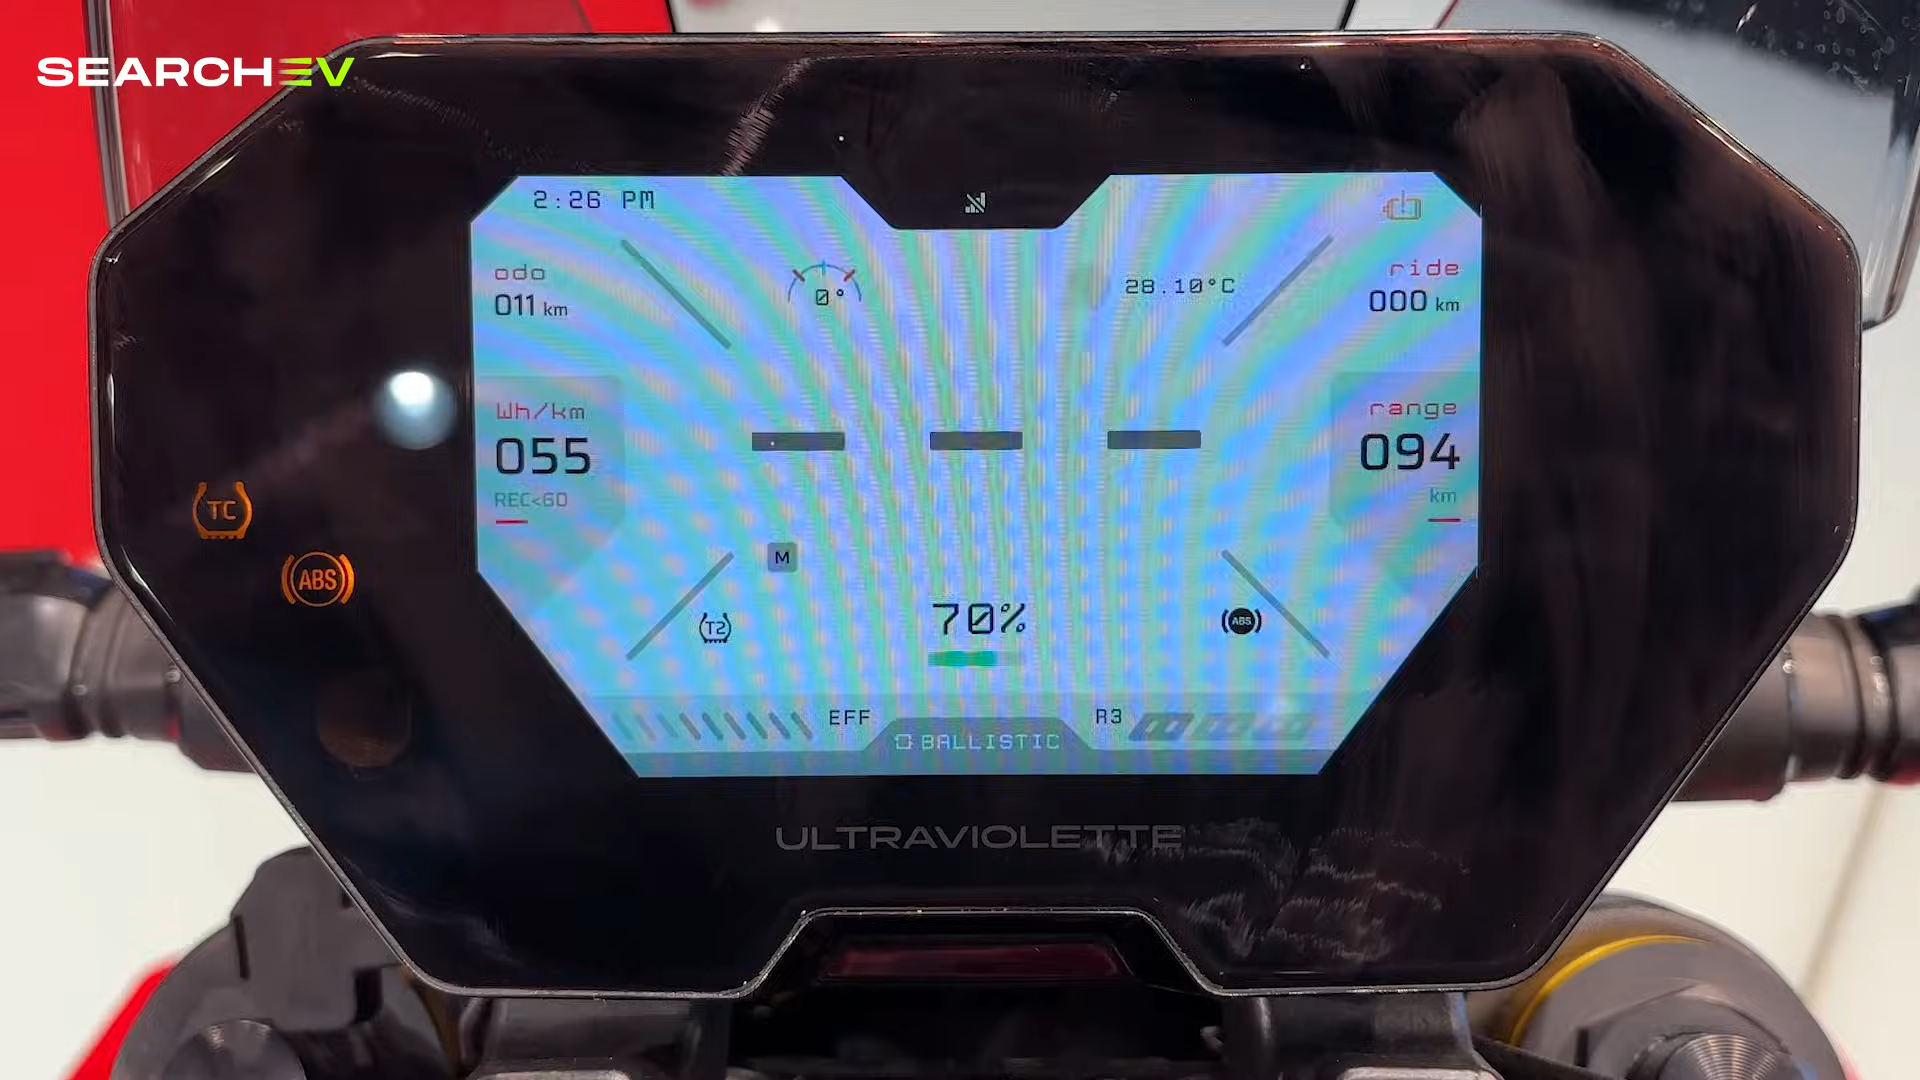 SEARCHEV
2:26 PM
odo
011 km
0°
28.10°C
ride
000 km
Wh/km
055
REC<60
range
094
km
TC
ABS
M
T2
70%
ABS
EFF
R3
BALLISTIC
ULTRAVIOLETTE